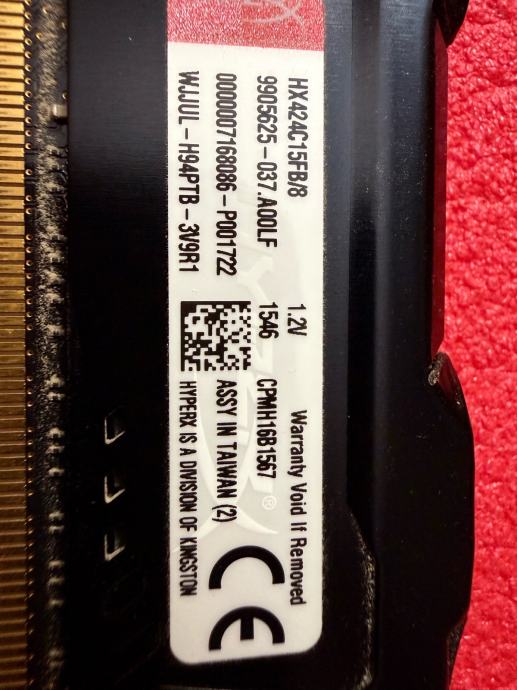 HX424C15FB/8 1.2V Warranty Void If Removed
9905625-037.A00LF 1546 CPMH16B1567
0000007168086-P001722 ASSY IN TAIWAN (2)
WJJUL-H94PTB-3V9R1 HYPERX IS A DIVISION OF KINGSTON
CE